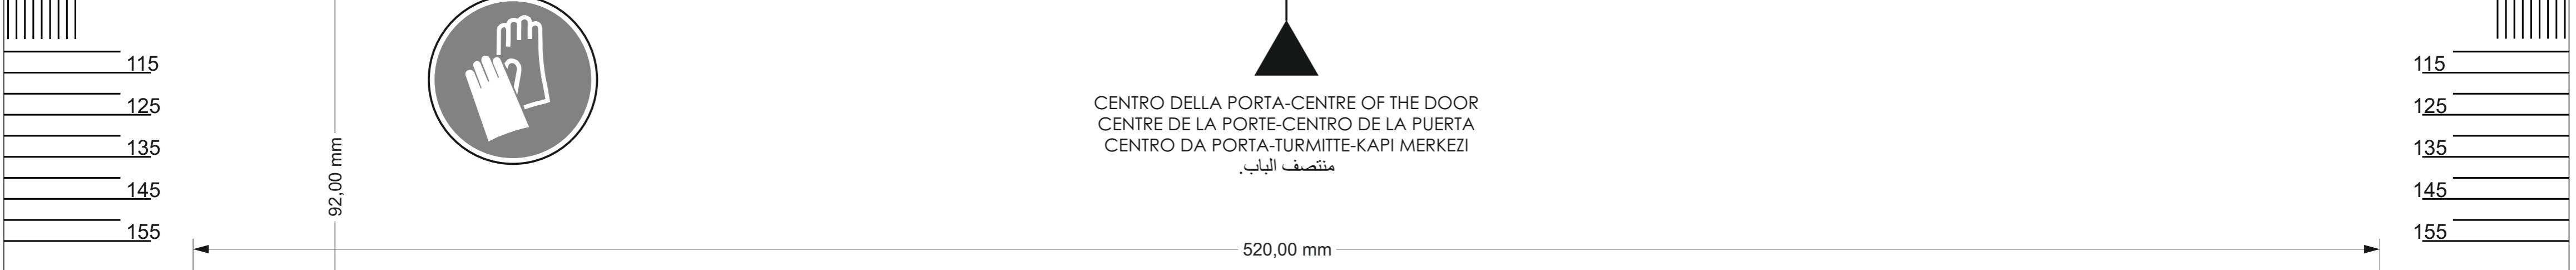 115
125
135
145
155
92,00 mm
CENTRO DELLA PORTA-CENTRE OF THE DOOR
CENTRE DE LA PORTE-CENTRO DE LA PUERTA
CENTRO DA PORTA-TURMITTE-KAPI MERKEZI
منتصف الباب.
520,00 mm
115
125
135
145
155